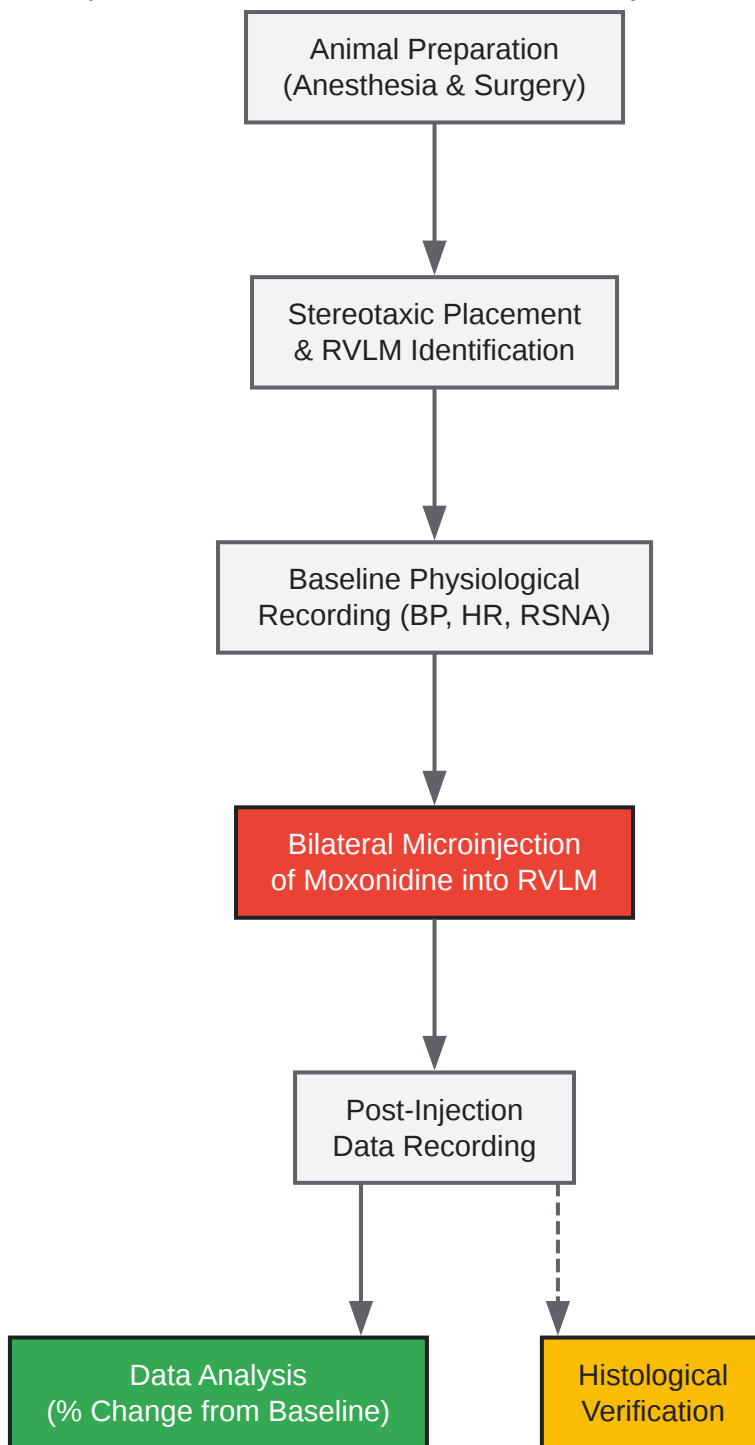 Animal Preparation
(Anesthesia & Surgery)
Stereotaxic Placement
& RVLM Identification
Baseline Physiological
Recording (BP, HR, RSNA)
Bilateral Microinjection
of Moxonidine into RVLM
Post-Injection
Data Recording
Data Analysis
(% Change from Baseline)
Histological
Verification